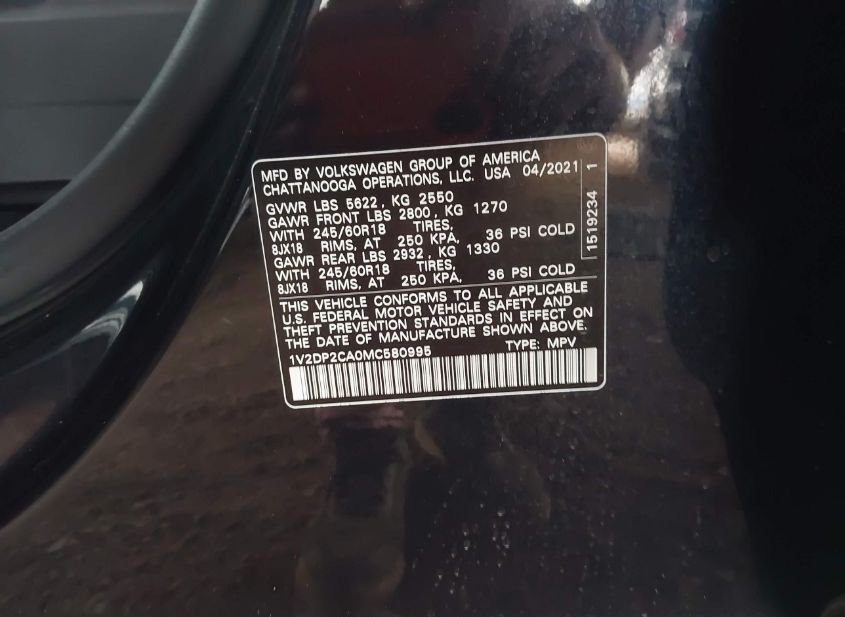 MFD BY VOLKSWAGEN GROUP OF AMERICA
CHATTANOOGA OPERATIONS, LLC. USA 04/2021
GVWR LBS 5622, KG 2550
GAWR FRONT LBS 2800, KG 1270
WITH 245/60R18 TIRES,
8JX18 RIMS, AT 250 KPA, 36 PSI COLD
GAWR REAR LBS 2932, KG 1330
WITH 245/60R18 TIRES,
8JX18 RIMS, AT 250 KPA, 36 PSI COLD
THIS VEHICLE CONFORMS TO ALL APPLICABLE
U.S. FEDERAL MOTOR VEHICLE SAFETY AND
THEFT PREVENTION STANDARDS IN EFFECT ON
THE DATE OF MANUFACTURE SHOWN ABOVE.
1V2DP2CA0MC580995 TYPE: MPV
1519234 1